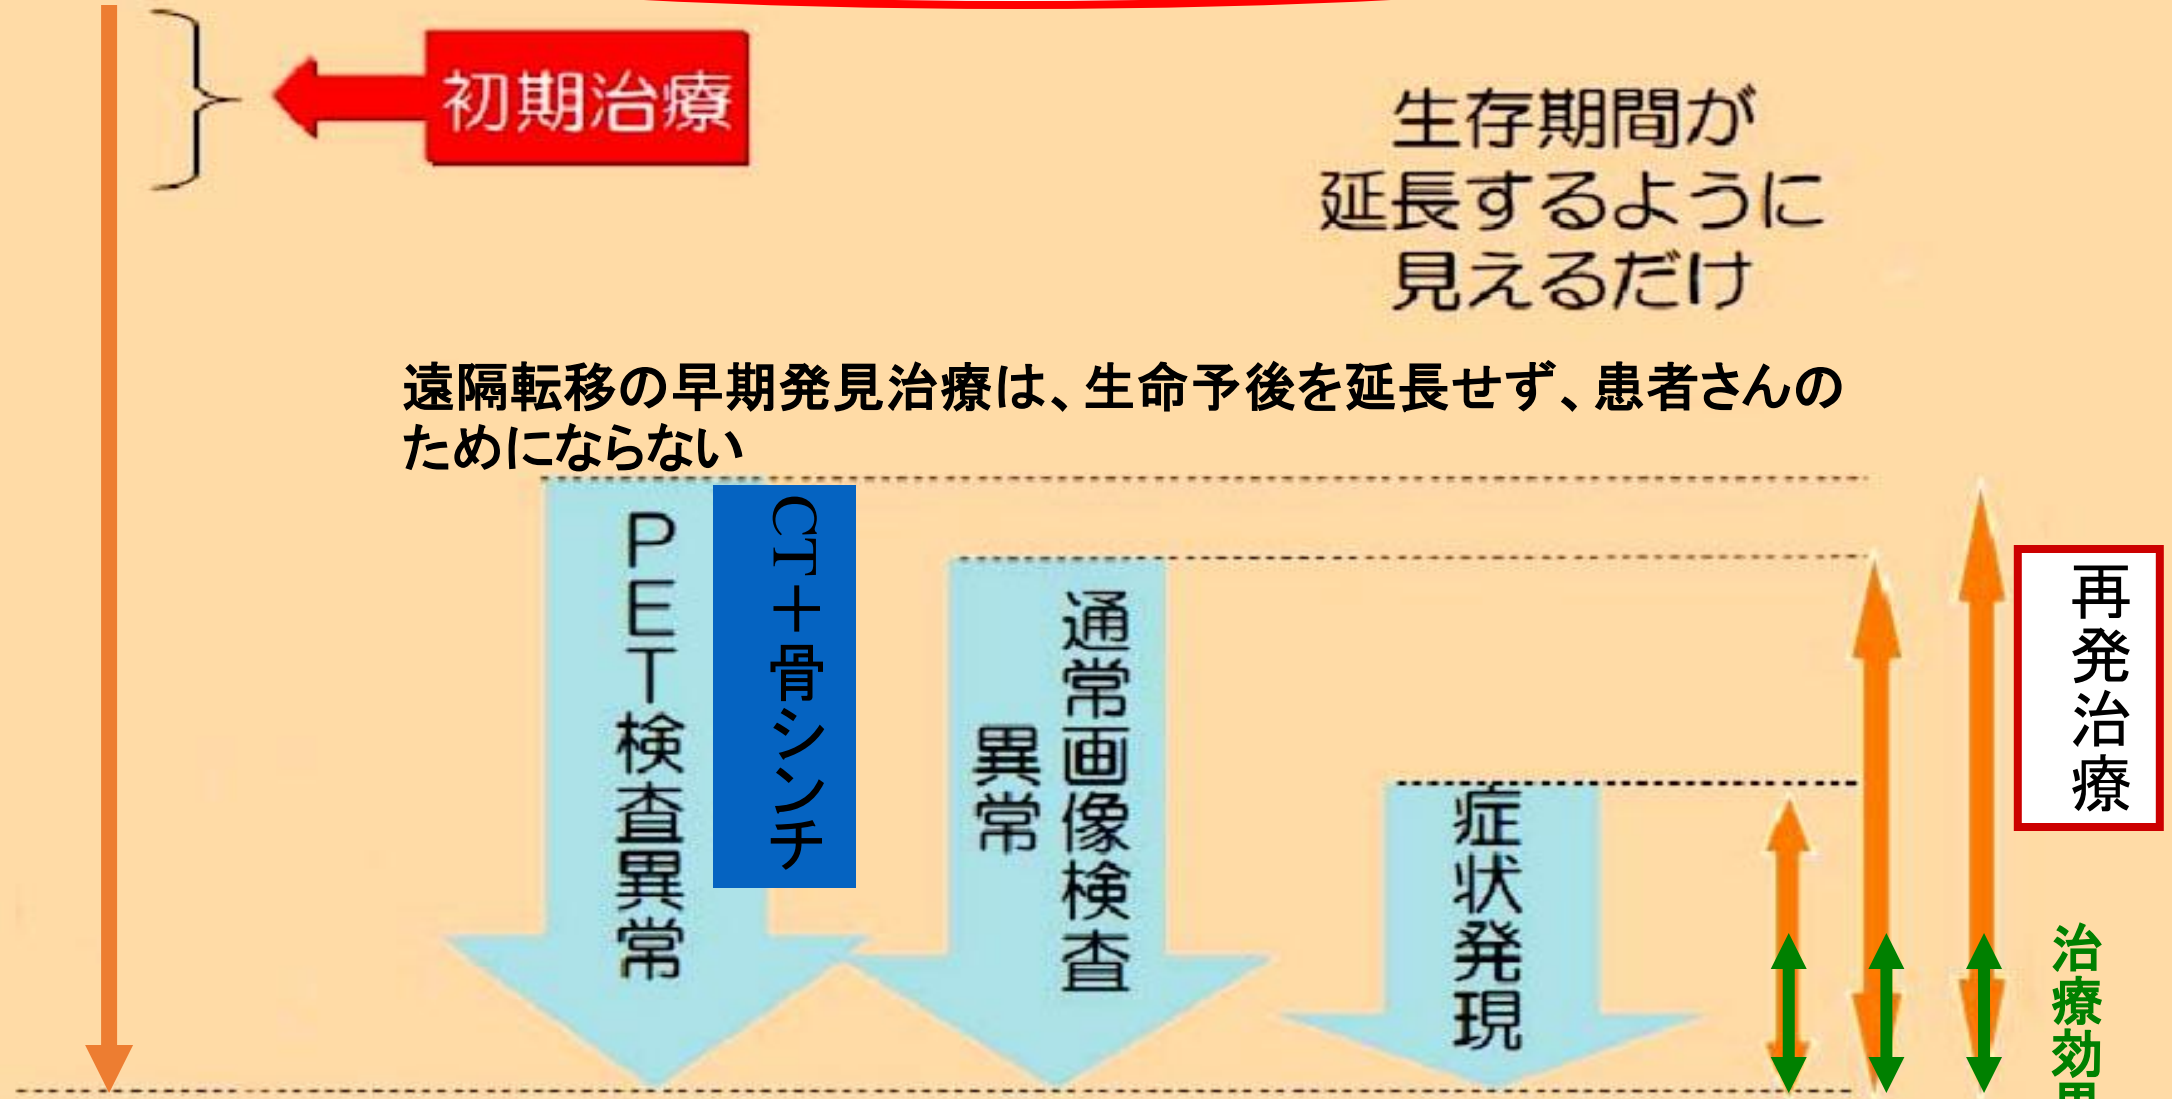 初期治療
生存期間が
延長するように
見えるだけ
遠隔転移の早期発見治療は、生命予後を延長せず、患者さんの
ためにならない
PET検査異常
CT＋骨シンチ
通常画像検査
異常
症状発現
再発治療
治療効果